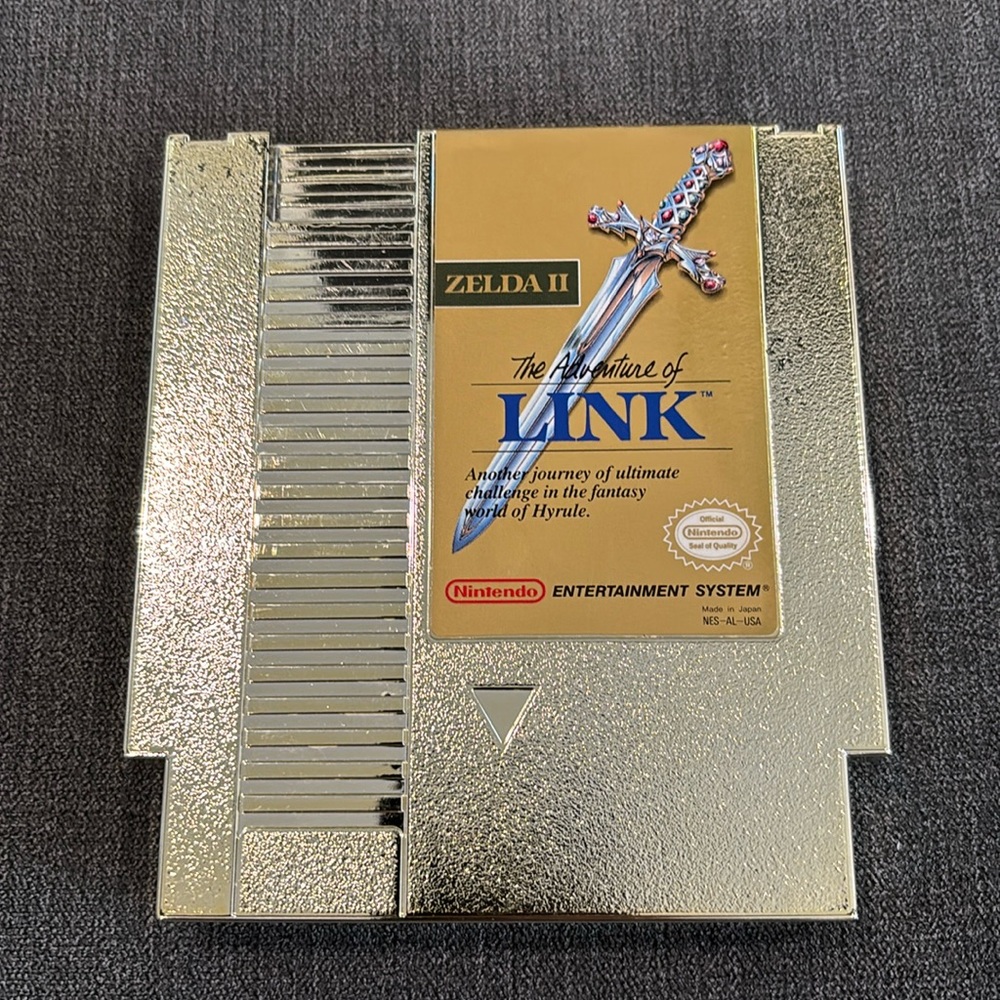 ZELDA II
The Adventure of
LINK™
Another journey of ultimate
challenge in the fantasy
world of Hyrule.
Official
Nintendo
Seal of Quality
®
Nintendo ENTERTAINMENT SYSTEM®
Made in Japan
NES-AL-USA